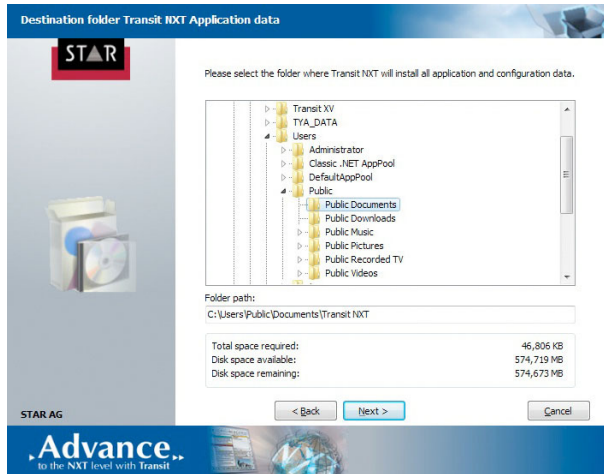 Destination folder Transit NXT Application data
STAR
Please select the folder where Transit NXT will install all application and configuration data.
Transit XV
TYA_DATA
Users
Administrator
Classic .NET AppPool
DefaultAppPool
Public
Public Documents
Public Downloads
Public Music
Public Pictures
Public Recorded TV
Public Videos
Folder path:
C:\Users\Public\Documents\Transit NXT
Total space required: 46,806 KB
Disk space available: 574,719 MB
Disk space remaining: 574,673 MB
STAR AG
< Back Next > Cancel
Advance
to the NXT level with Transit